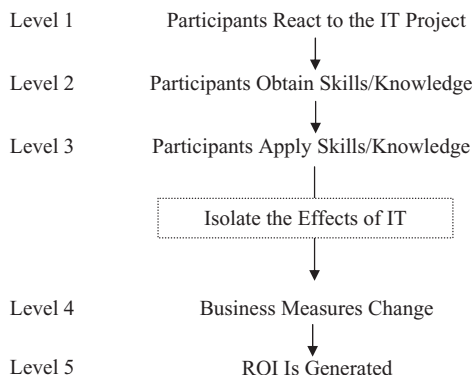 Level 1 Participants React to the IT Project
Level 2 Participants Obtain Skills/Knowledge
Level 3 Participants Apply Skills/Knowledge
Isolate the Effects of IT
Level 4 Business Measures Change
Level 5 ROI Is Generated